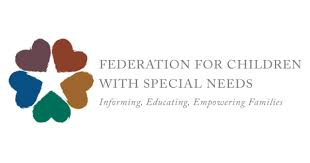 FEDERATION FOR CHILDREN
WITH SPECIAL NEEDS
Informing, Educating, Empowering Families